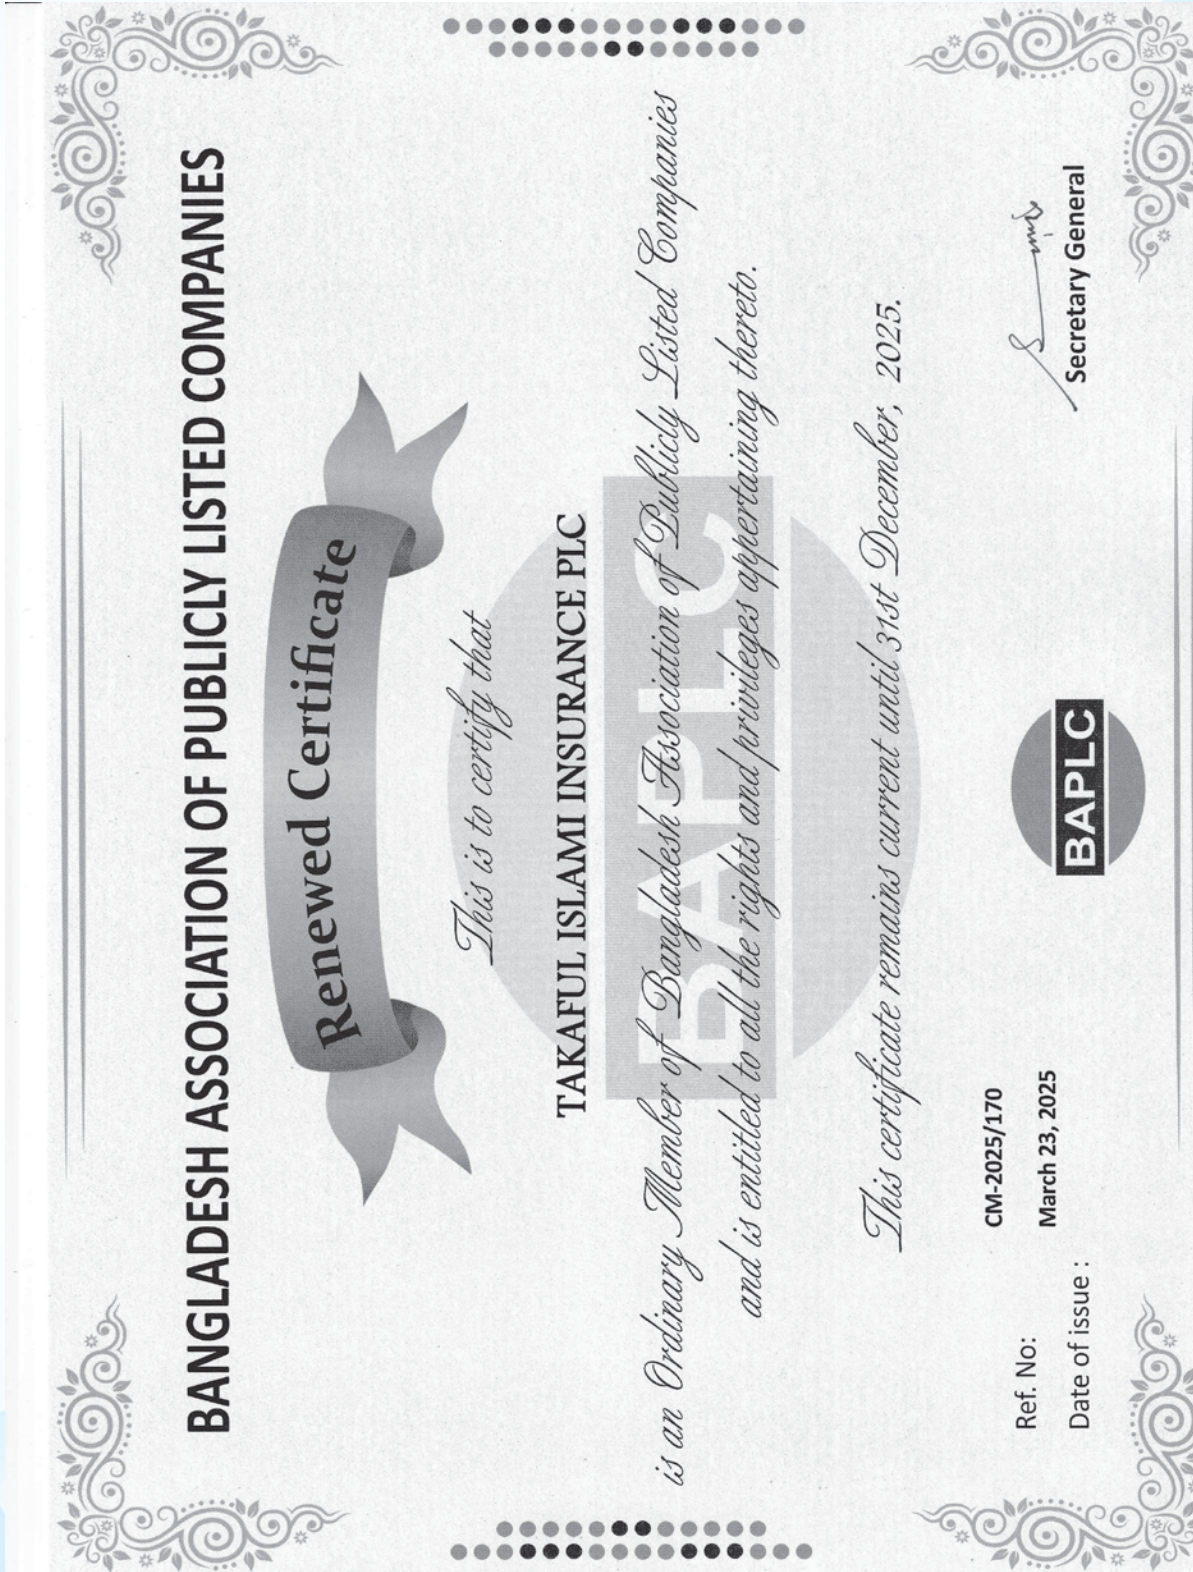 BANGLADESH ASSOCIATION OF PUBLICLY LISTED COMPANIES
Renewed Certificate
This is to certify that
TAKAFUL ISLAMI INSURANCE PLC
is an Ordinary Member of Bangladesh Association of Publicly Listed Companies
and is entitled to all the rights and privileges appertaining thereto.
BAPLC
This certificate remains current until 31st December, 2025.
Ref. No: CM-2025/170
Date of issue : March 23, 2025
BAPLC
Secretary General